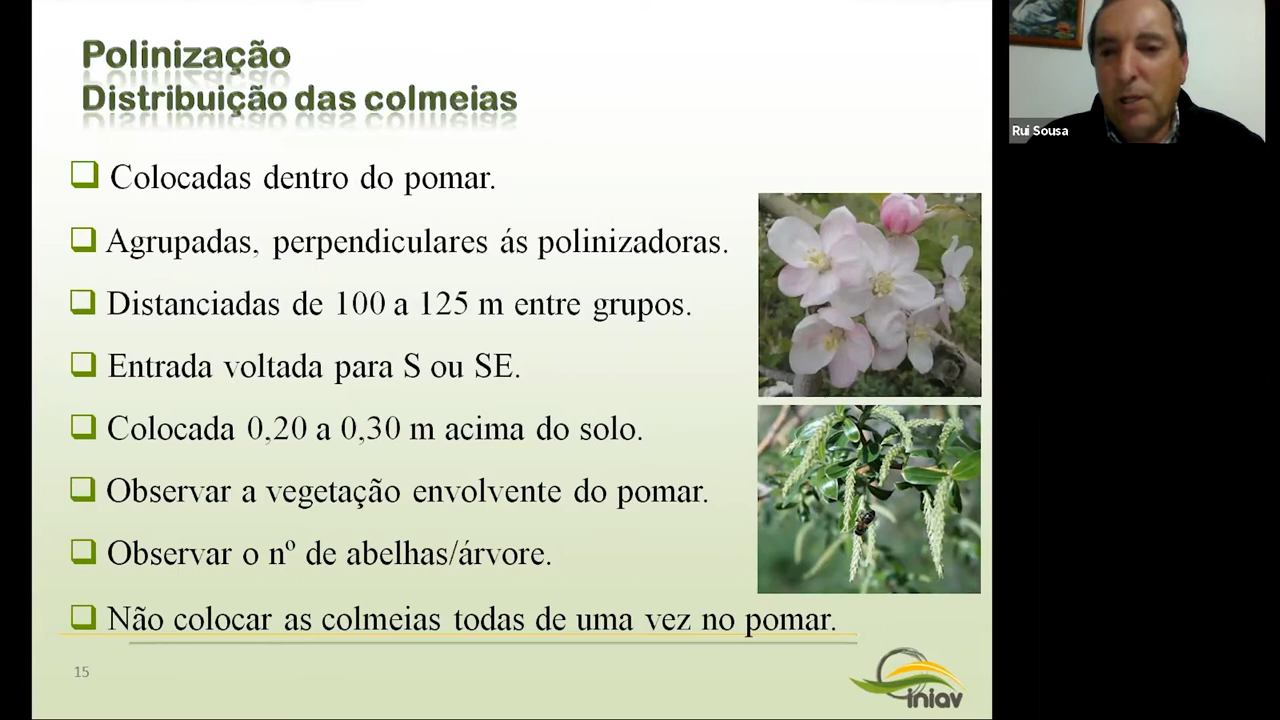 Polinização
Distribuição das colmeias
Colocadas dentro do pomar.
Agrupadas, perpendiculares ás polinizadoras.
Distanciadas de 100 a 125 m entre grupos.
Entrada voltada para S ou SE.
Colocada 0,20 a 0,30 m acima do solo.
Observar a vegetação envolvente do pomar.
Observar o nº de abelhas/árvore.
Não colocar as colmeias todas de uma vez no pomar.
15
iniav
Rui Sousa